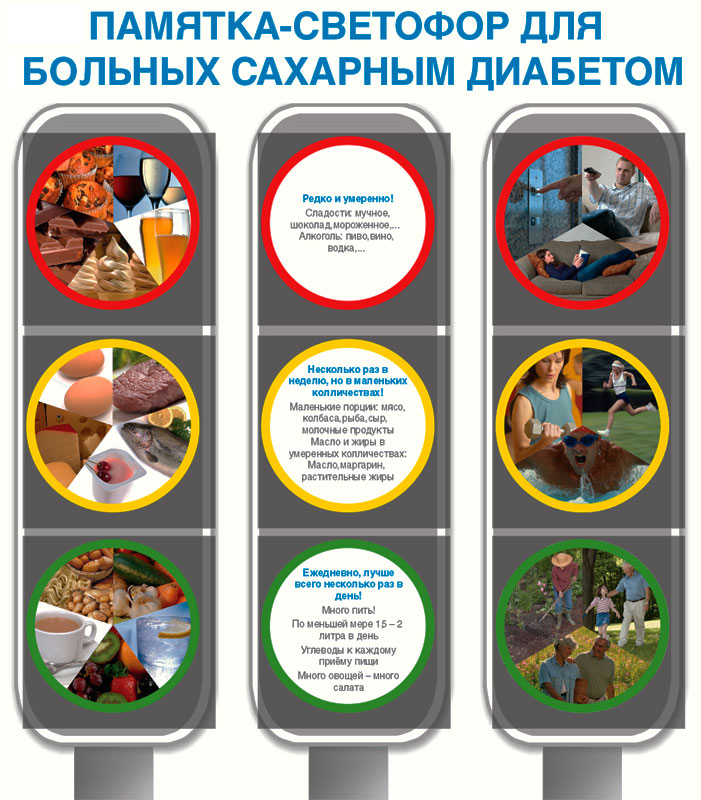 ПАМЯТКА-СВЕТОФОР ДЛЯ
БОЛЬНЫХ САХАРНЫМ ДИАБЕТОМ
Редко и умеренно!
Сладости: мучное,
шоколад,мороженное,...
Алкоголь: пиво,вино,
водка,...
Несколько раз в
неделю, но в маленьких
колличествах!
Маленькие порции: мясо,
колбаса,рыба,сыр,
молочные продукты
Масло и жиры в
умеренных колличествах:
Масло,маргарин,
растительные жиры
Ежедневно, лучше
всего несколько раз в
день!
Много пить!
По меньшей мере 1,5 – 2
литра в день
Углеводы к каждому
приёму пищи
Много овощей – много
салата